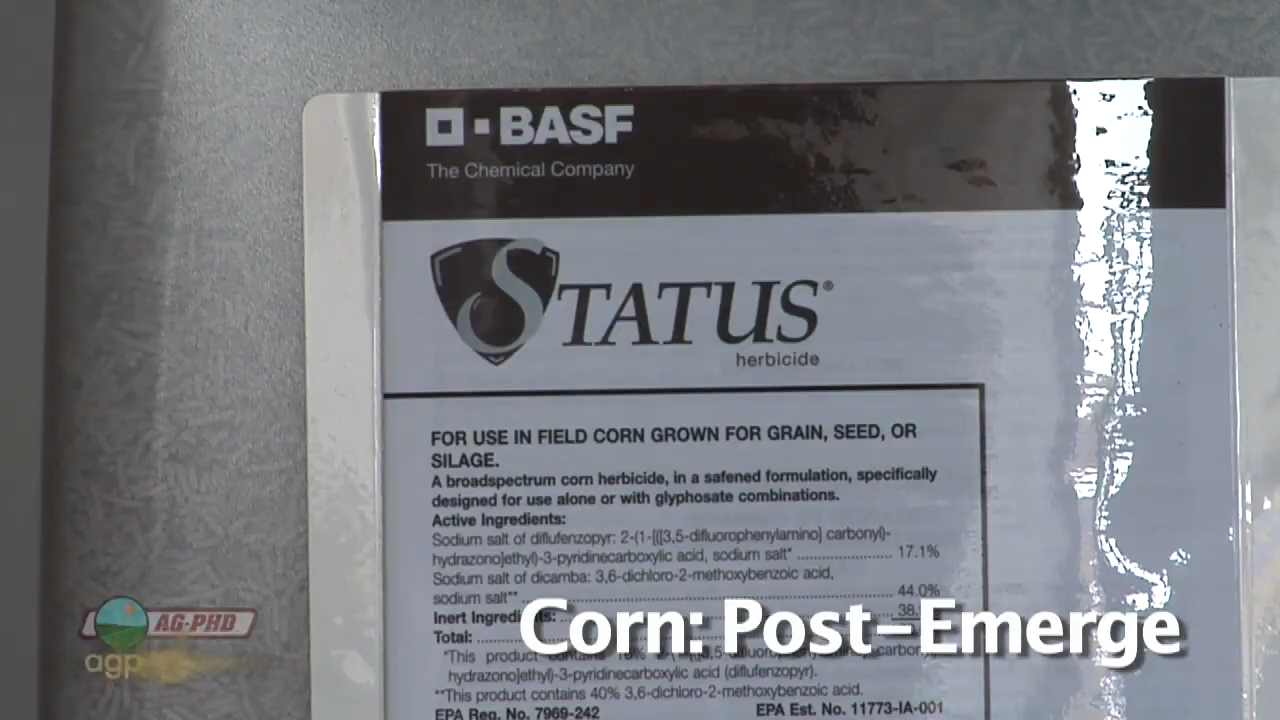 BASF
The Chemical Company
STATUS®
herbicide
FOR USE IN FIELD CORN GROWN FOR GRAIN, SEED, OR
SILAGE.
A broadspectrum corn herbicide, in a safened formulation, specifically
designed for use alone or with glyphosate combinations.
Active Ingredients:
Sodium salt of diflufenzopyr: 2-(1-[([3,5-difluorophenylamino] carbonyl)-
hydrazono]ethyl)-3-pyridinecarboxylic acid, sodium salt* 17.1%
Sodium salt of dicamba: 3,6-dichloro-2-methoxybenzoic acid,
sodium salt** 44.0%
Inert 38.
Total:
*This product
hydrazono]ethyl)-3-pyridinecarboxylic acid (diflufenzopyr).
**This product contains 40% 3,6-dichloro-2-methoxybenzoic acid.
EPA Reg. No. 7969-242 EPA Est. No. 11773-IA-001
Corn: Post-Emerge
AG-PHD
agp